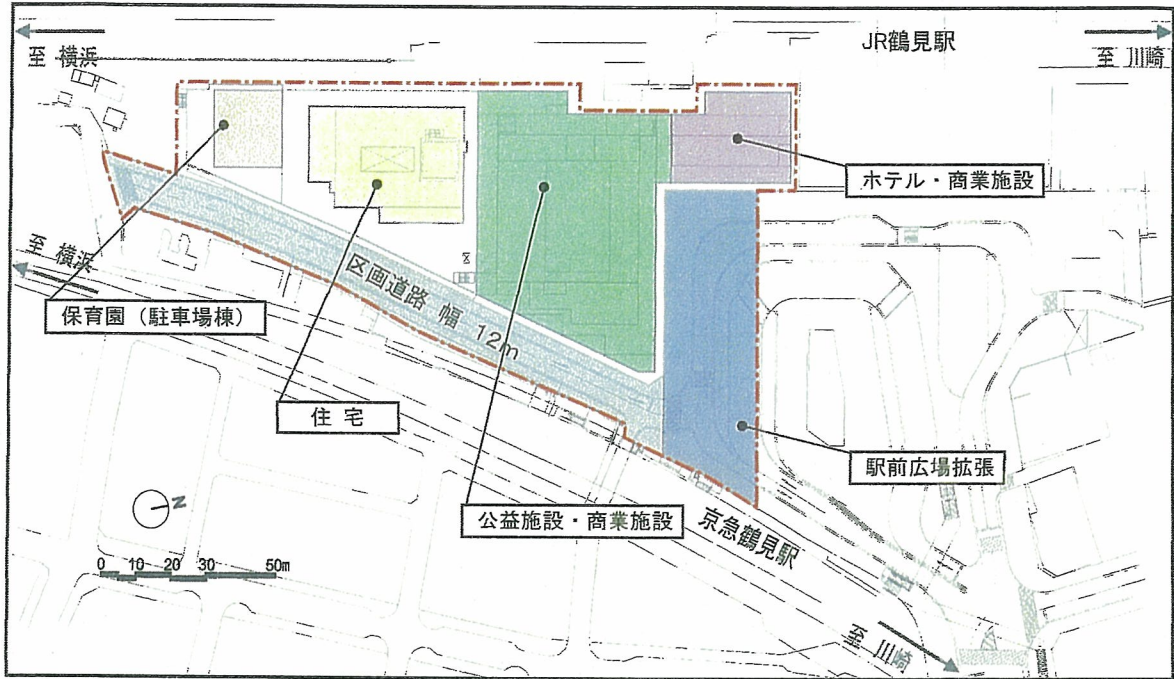 JR鶴見駅
至 横浜
至 川崎
ホテル・商業施設
至 横浜
区画道路 幅 12m
保育園（駐車場棟）
住 宅
駅前広場拡張
公益施設・商業施設
京急鶴見駅
N
0 10 20 30 50m
至 川崎